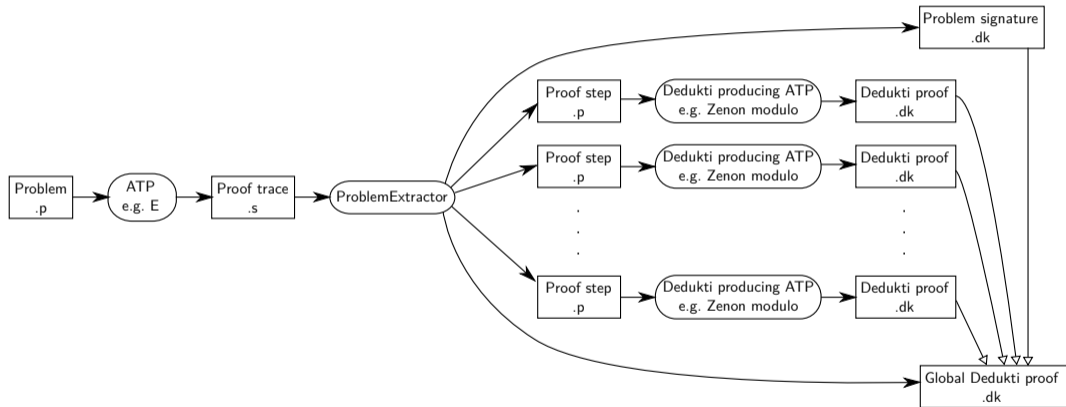 Problem signature
.dk
Proof step
.p
Dedukti producing ATP
e.g. Zenon modulo
Dedukti proof
.dk
Proof step
.p
Dedukti producing ATP
e.g. Zenon modulo
Dedukti proof
.dk
Problem
.p
ATP
e.g. E
Proof trace
.s
ProblemExtractor
Proof step
.p
Dedukti producing ATP
e.g. Zenon modulo
Dedukti proof
.dk
Global Dedukti proof
.dk